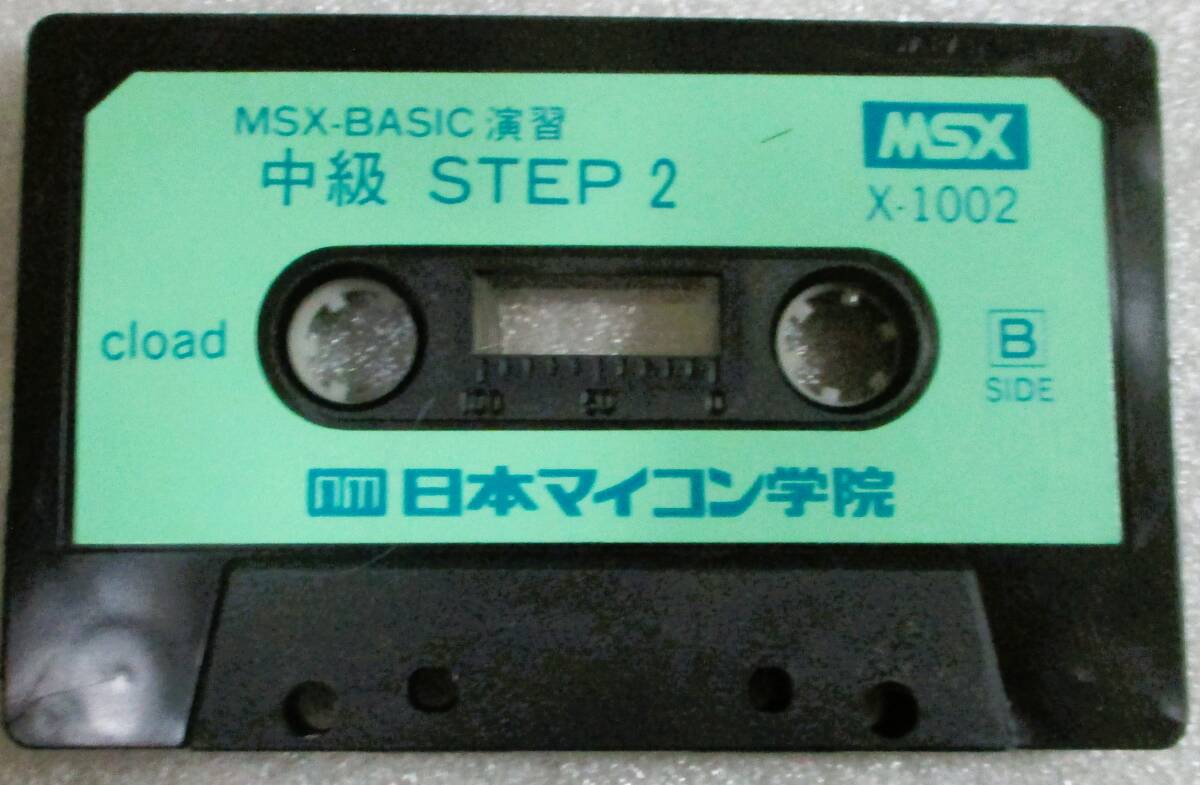 MSX-BASIC 演習
中級 STEP 2
MSX
X-1002
cload
100 50 0
B
SIDE
nm 日本マイコン学院